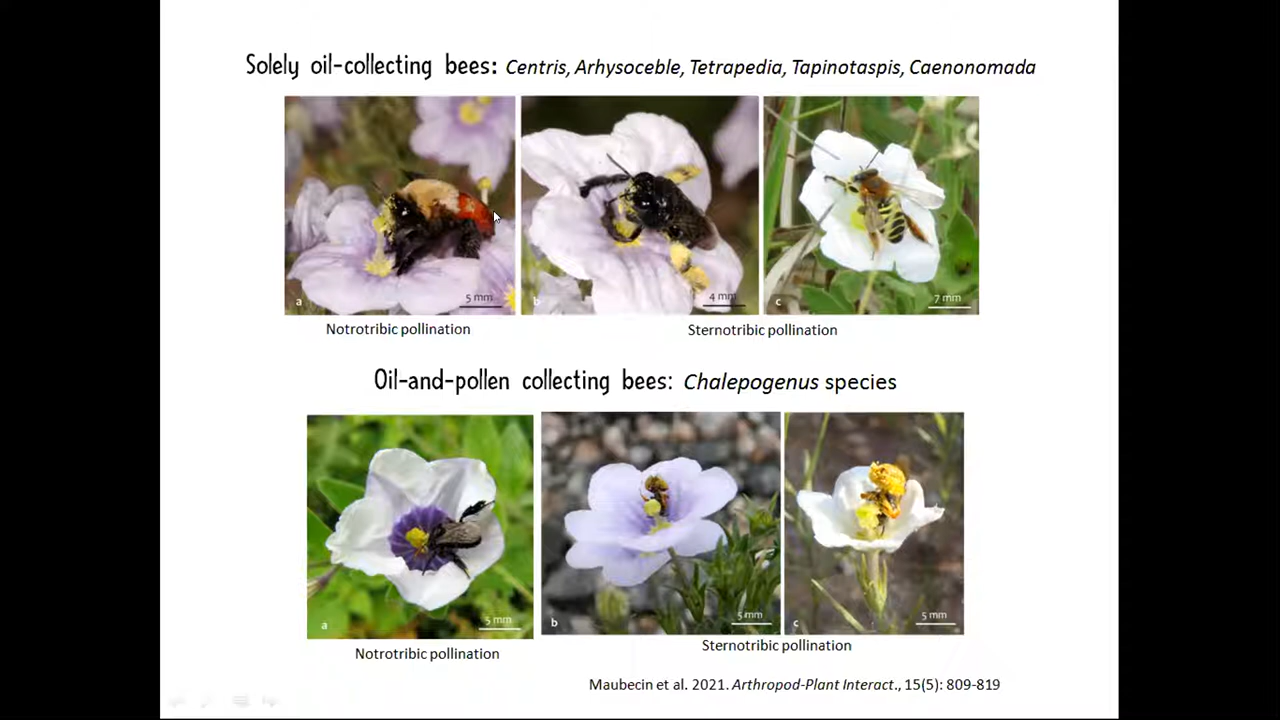 Solely oil-collecting bees: Centris, Arhysoceble, Tetrapedia, Tapinotaspis, Caenonomada
a
5 mm
b
4 mm
c
7 mm
Notrotribic pollination
Sternotribic pollination
Oil-and-pollen collecting bees: Chalepogenus species
a
5 mm
b
5 mm
c
5 mm
Notrotribic pollination
Sternotribic pollination
Maubecin et al. 2021. Arthropod-Plant Interact., 15(5): 809-819